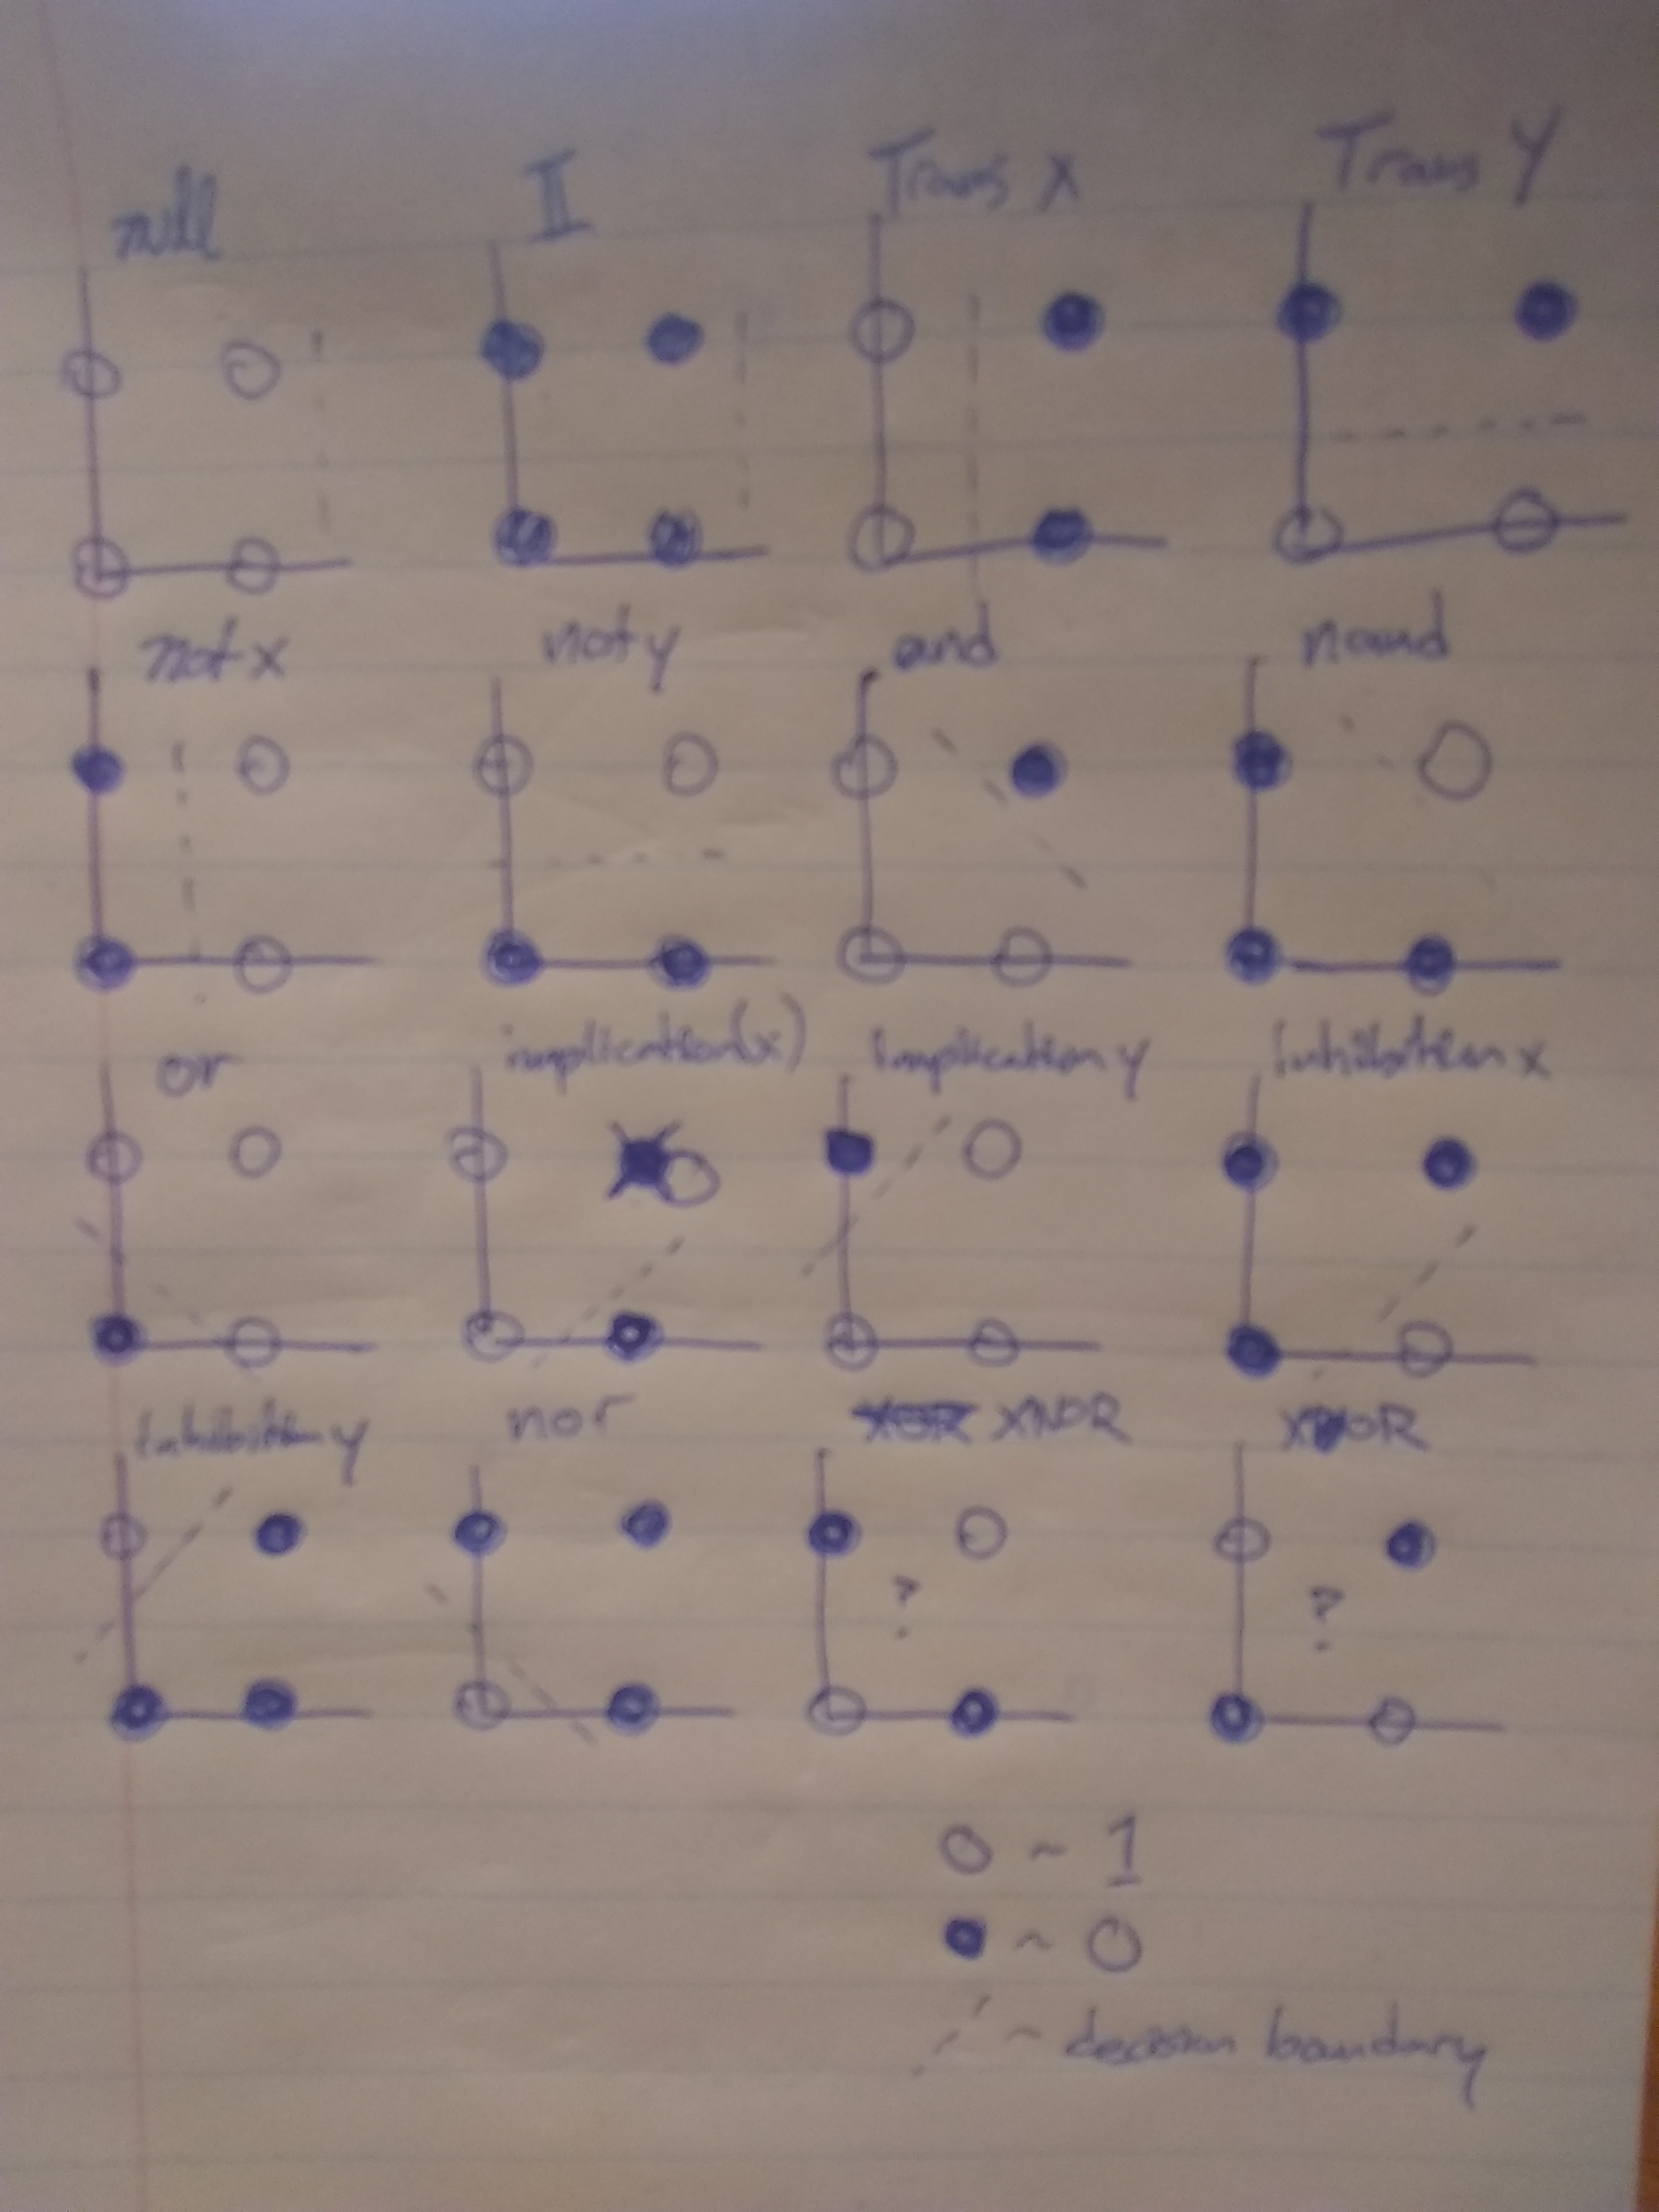 null II Trans X Trans Y
not x not y and nand
or implication(x) Implication y Inhibition x
Inhibition y nor XNOR XOR
? ?
O ~ 1
● ~ 0
~ decision boundary